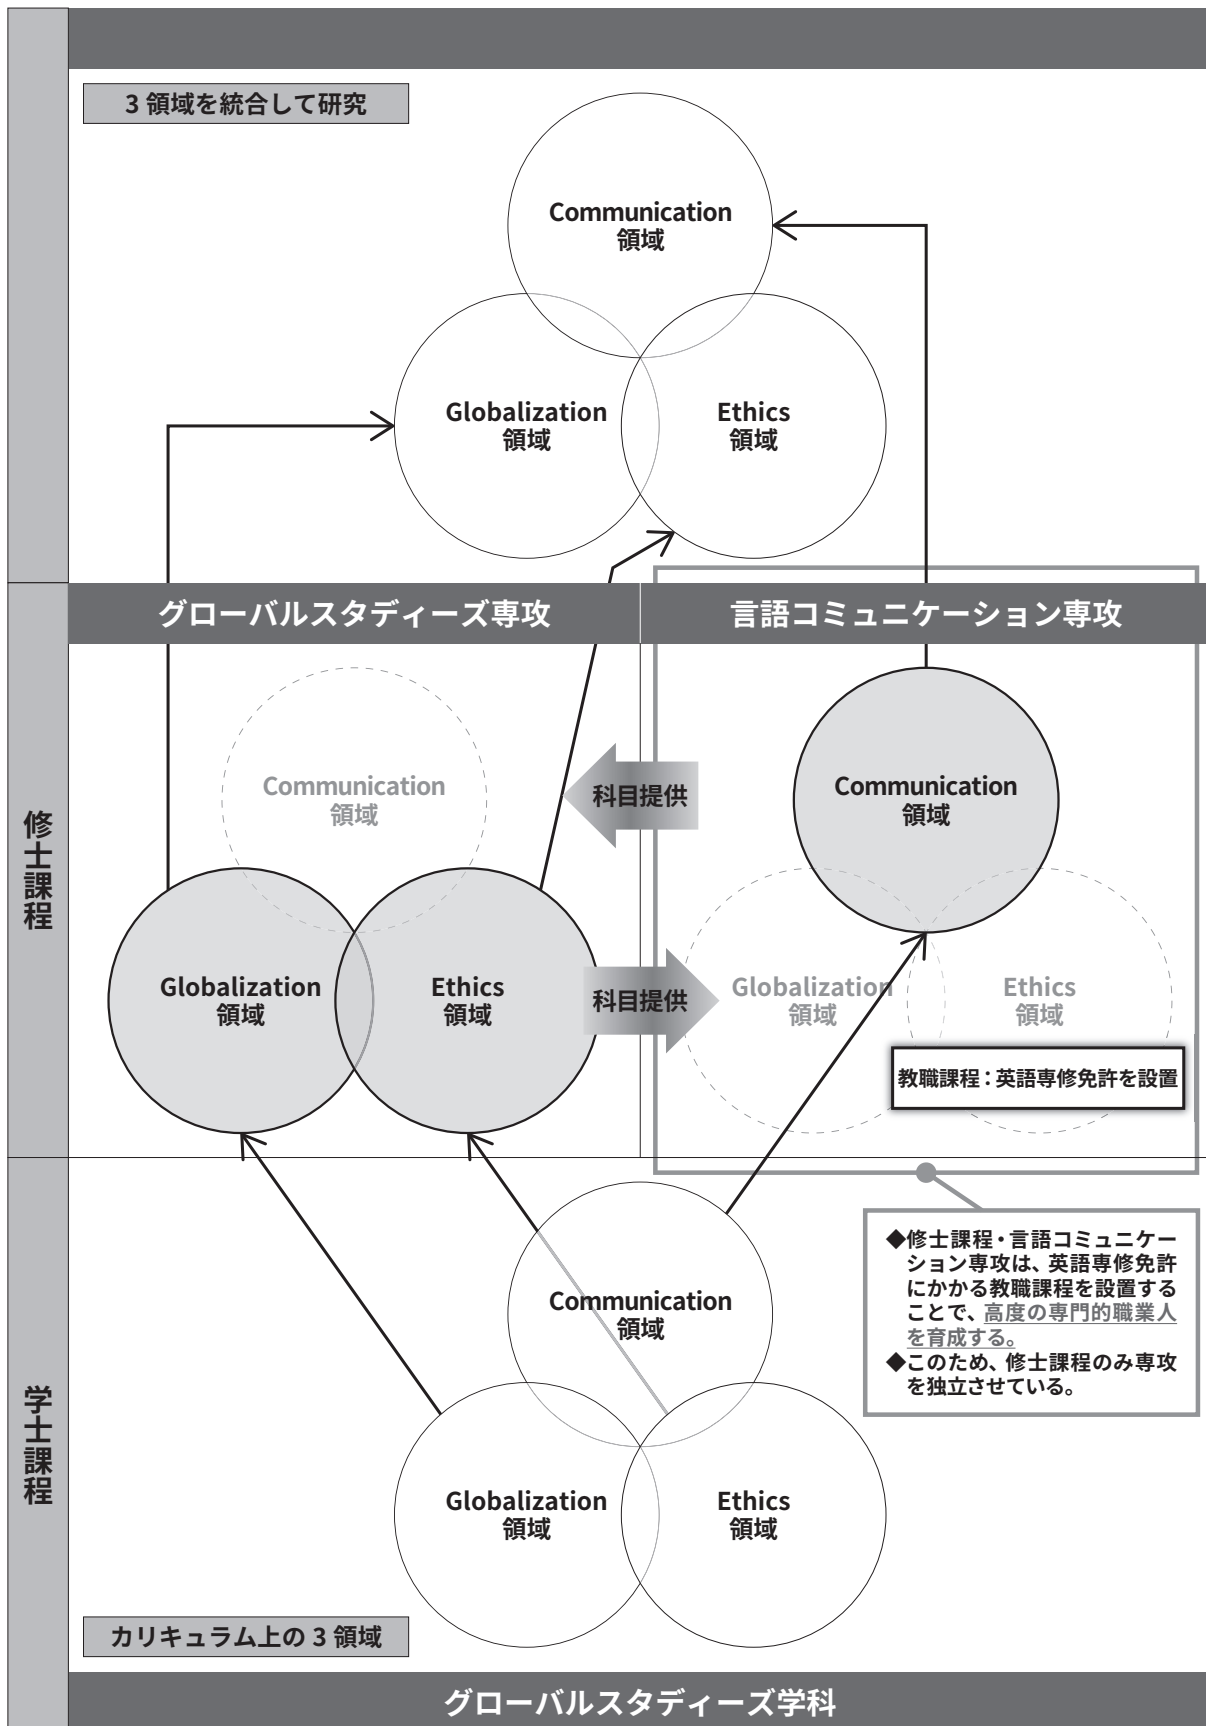 3 領域を統合して研究
Communication
領域
Globalization
領域
Ethics
領域
グローバルスタディーズ専攻
言語コミュニケーション専攻
修士課程
Communication
領域
科目提供
Communication
領域
Globalization
領域
Ethics
領域
科目提供
Globalization
領域
Ethics
領域
教職課程：英語専修免許を設置
学士課程
Communication
領域
◆修士課程・言語コミュニケー
ション専攻は、英語専修免許
にかかる教職課程を設置する
ことで、高度の専門的職業人
を育成する。
◆このため、修士課程のみ専攻
を独立させている。
Globalization
領域
Ethics
領域
カリキュラム上の 3 領域
グローバルスタディーズ学科